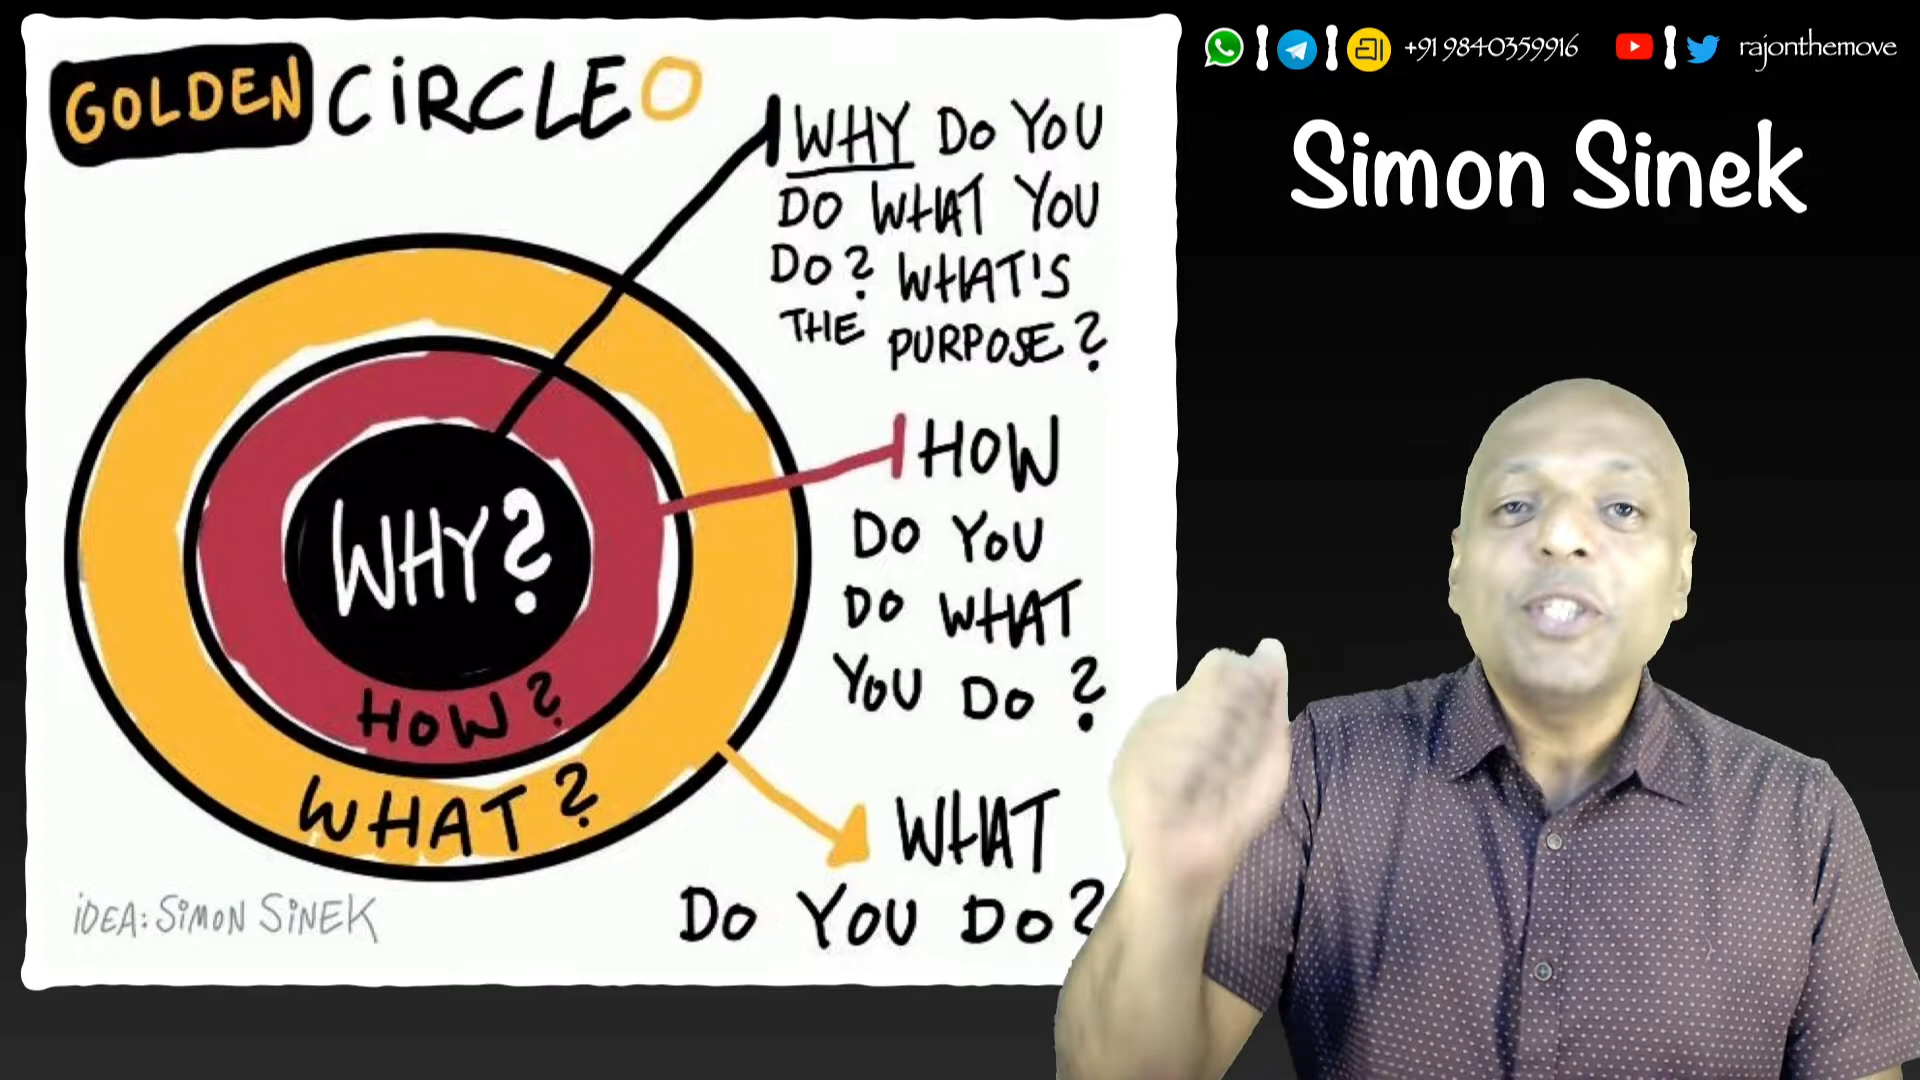 GOLDEN CiRCLE
WHY Do YoU
DO WHAT YOU
Do? WHAT'S
THE PURPOSE?
HOW
Do YoU
Do WHAT
YoU Do?
WHAT
Do YOU Do?
WHY?
HoW?
WHAT?
iDEA: SiMoN SiNEK
+91 9840359916
rajonthemove
Simon Sinek